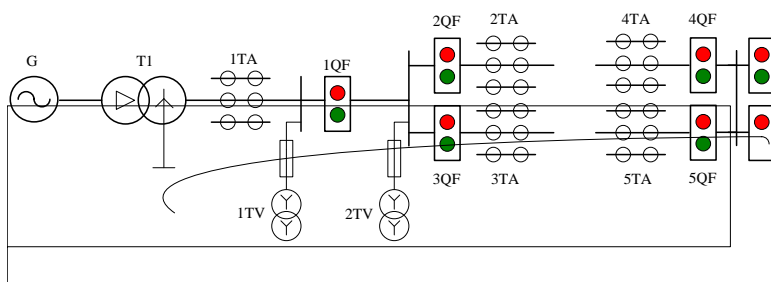 2QF 2TA 4TA 4QF
G T1 1TA 1QF
3QF 3TA 5TA 5QF
1TV 2TV